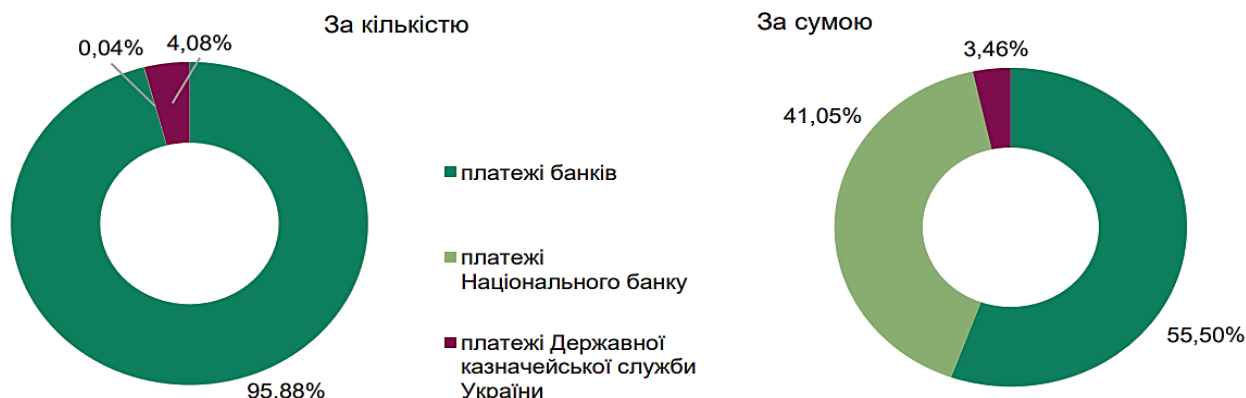 За кількістю
0,04%
4,08%
95,88%
платежі банків
платежі
Національного банку
платежі Державної
казначейської служби
України
За сумою
3,46%
41,05%
55,50%